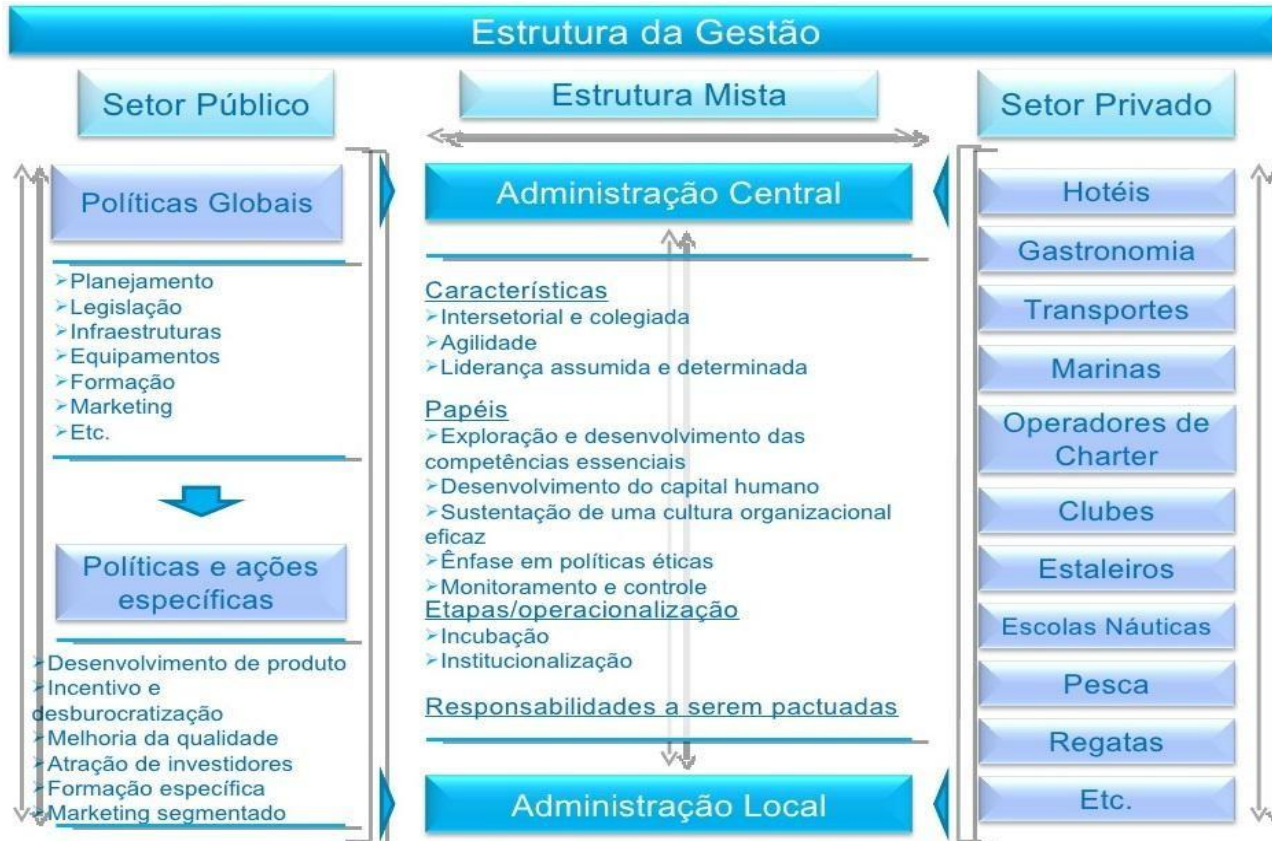 Estrutura da Gestão
Setor Público
Políticas Globais
➢Planejamento
➢Legislação
➢Infraestruturas
➢Equipamentos
➢Formação
➢Marketing
➢Etc.
Políticas e ações
específicas
➢Desenvolvimento de produto
➢Incentivo e
desburocratização
➢Melhoria da qualidade
➢Atração de investidores
➢Formação específica
➢Marketing segmentado
Estrutura Mista
Administração Central
Características
➢Intersetorial e colegiada
➢Agilidade
➢Liderança assumida e determinada
Papéis
➢Exploração e desenvolvimento das
competências essenciais
➢Desenvolvimento do capital humano
➢Sustentação de uma cultura organizacional
eficaz
➢Ênfase em políticas éticas
➢Monitoramento e controle
Etapas/operacionalização
➢Incubação
➢Institucionalização
Responsabilidades a serem pactuadas
Administração Local
Setor Privado
Hotéis
Gastronomia
Transportes
Marinas
Operadores de
Charter
Clubes
Estaleiros
Escolas Náuticas
Pesca
Regatas
Etc.